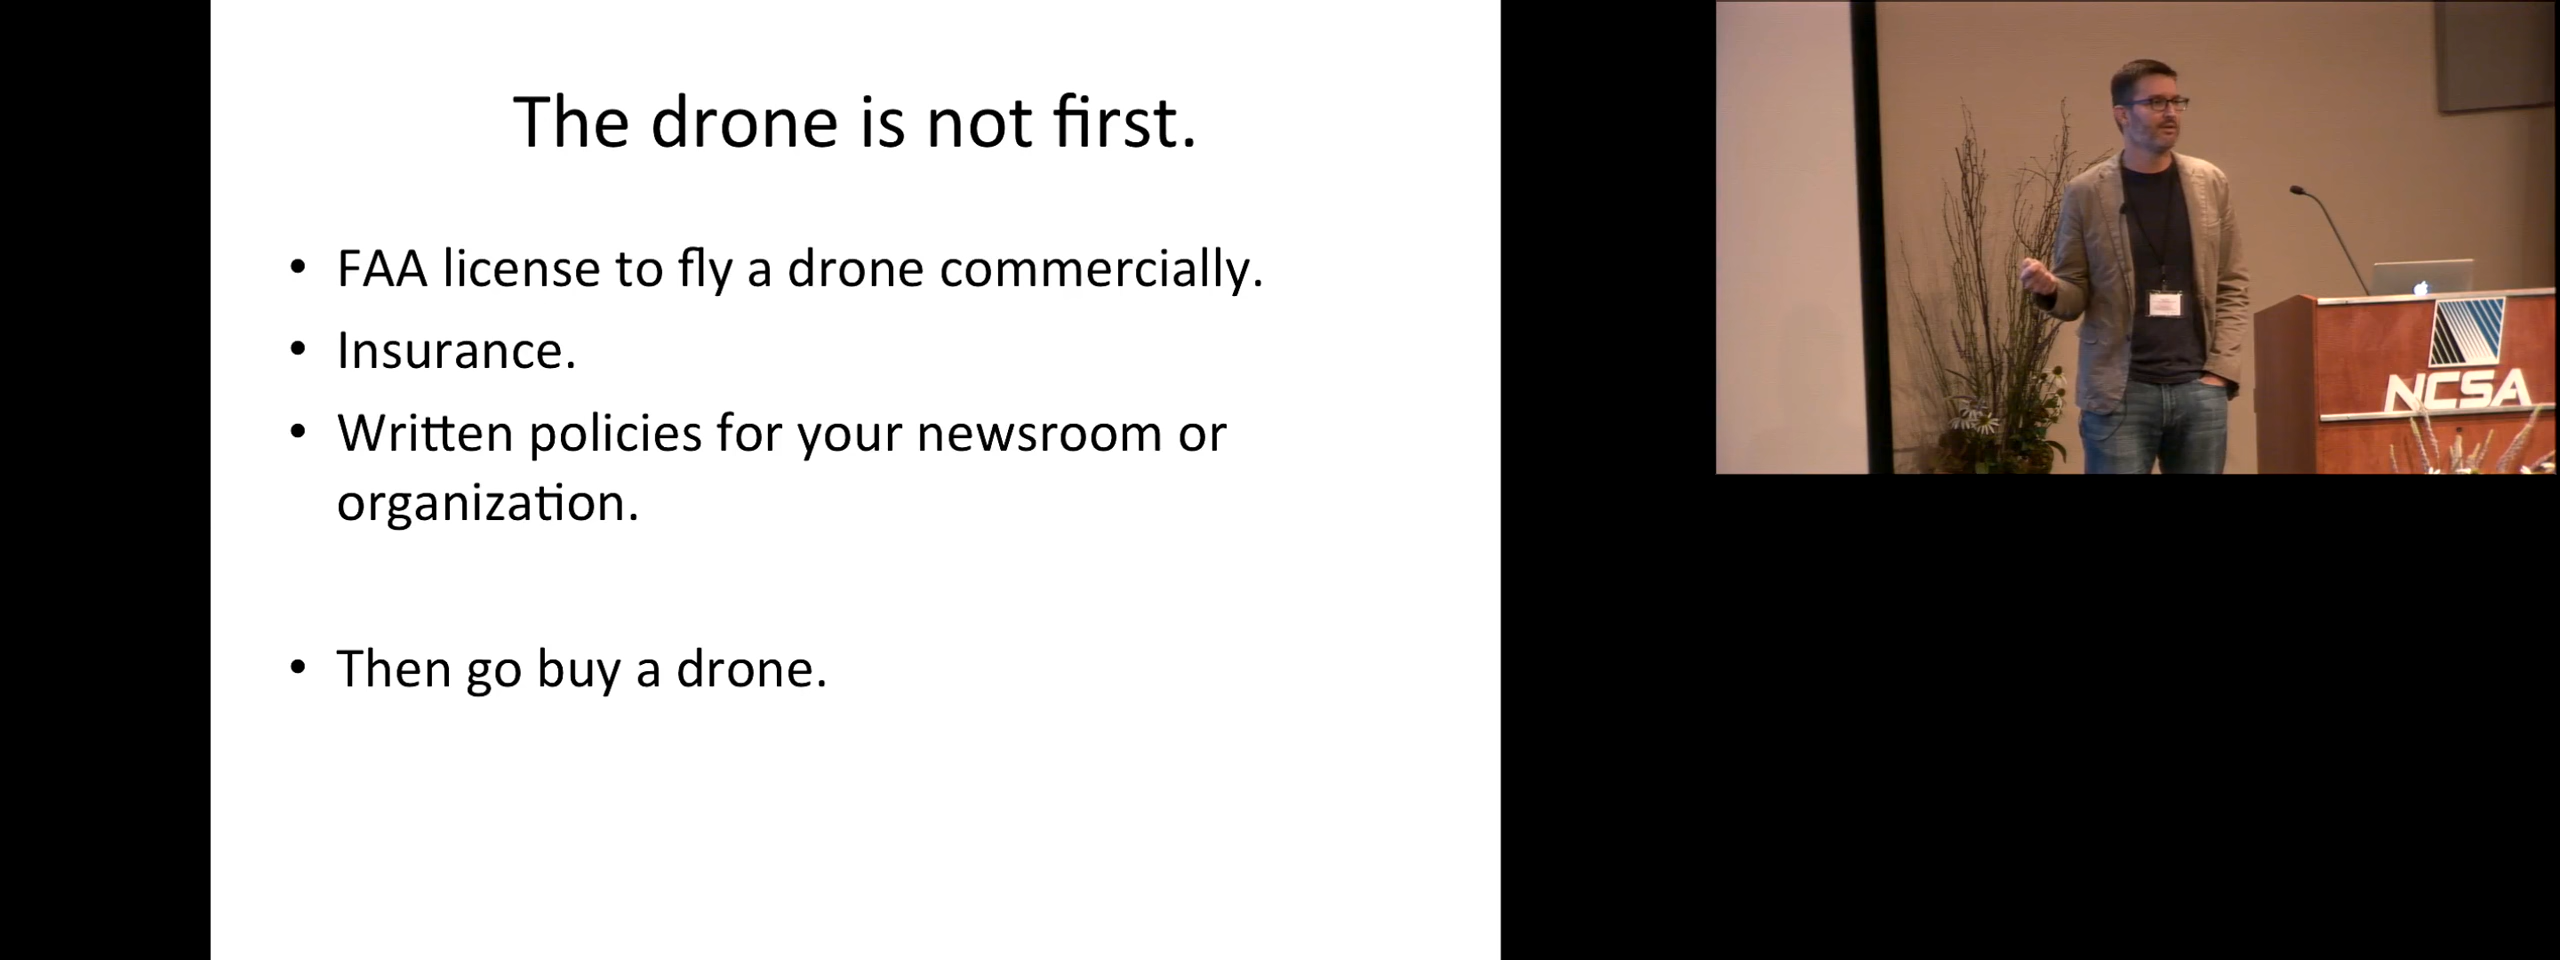 The drone is not first.
• FAA license to fly a drone commercially.
• Insurance.
• Written policies for your newsroom or
organization.
• Then go buy a drone.
NCSA